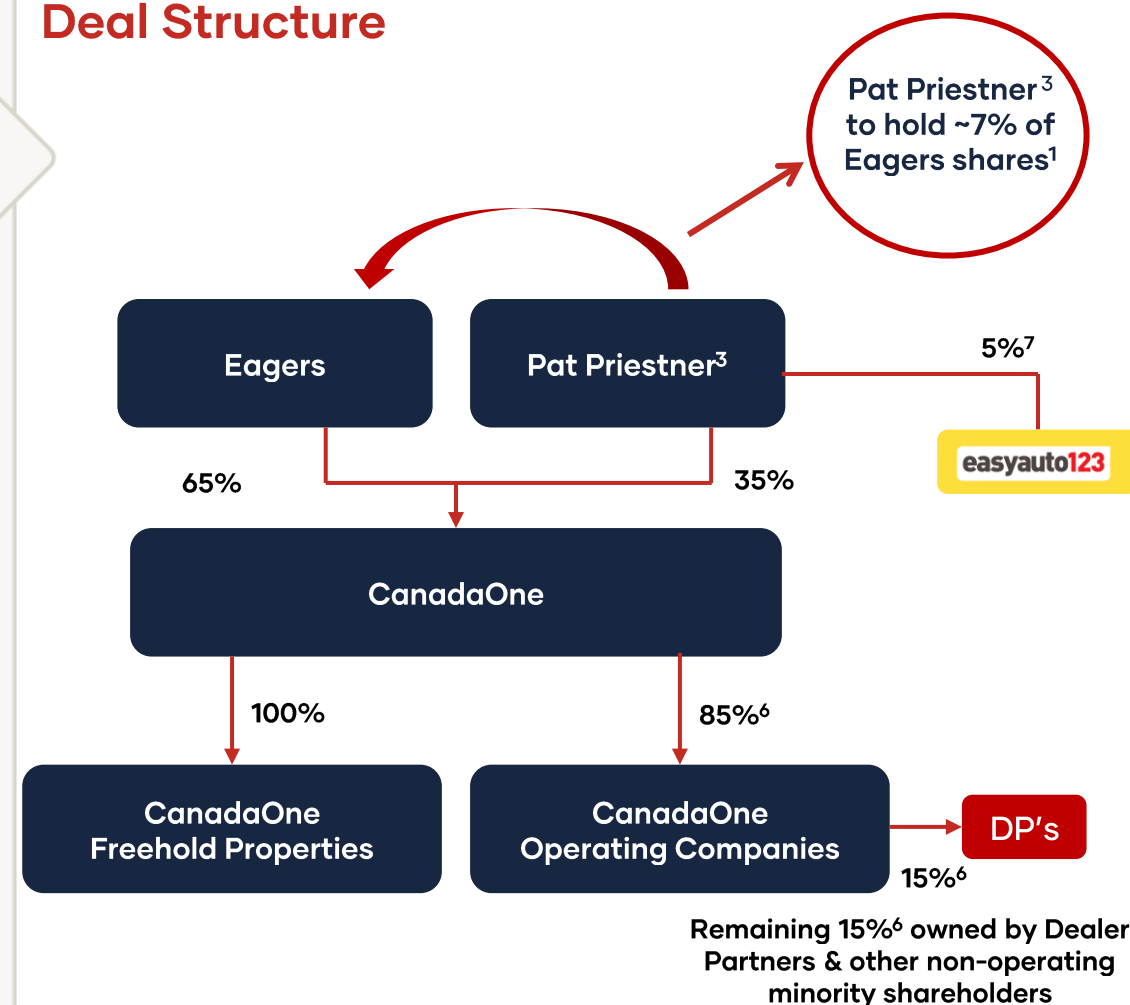 Deal Structure
Pat Priestner³
to hold ~7% of
Eagers shares¹
Eagers
Pat Priestner³
5%⁷
easyauto123
65%
35%
CanadaOne
100%
85%⁶
CanadaOne
Freehold Properties
CanadaOne
Operating Companies
DP's
15%⁶
Remaining 15%⁶ owned by Dealer
Partners & other non-operating
minority shareholders